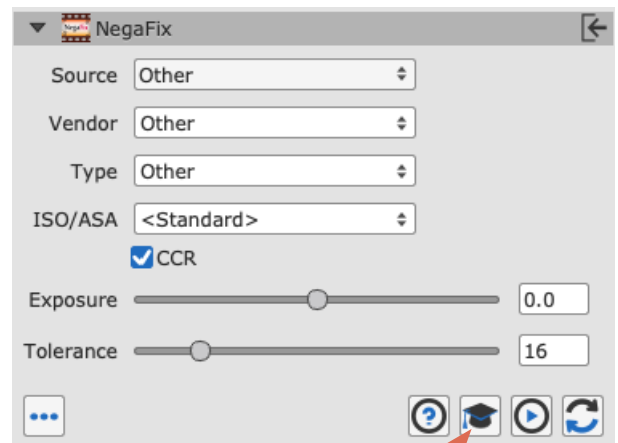 NegaFix
Source Other
Vendor Other
Type Other
ISO/ASA <Standard>
CCR
Exposure 0.0
Tolerance 16